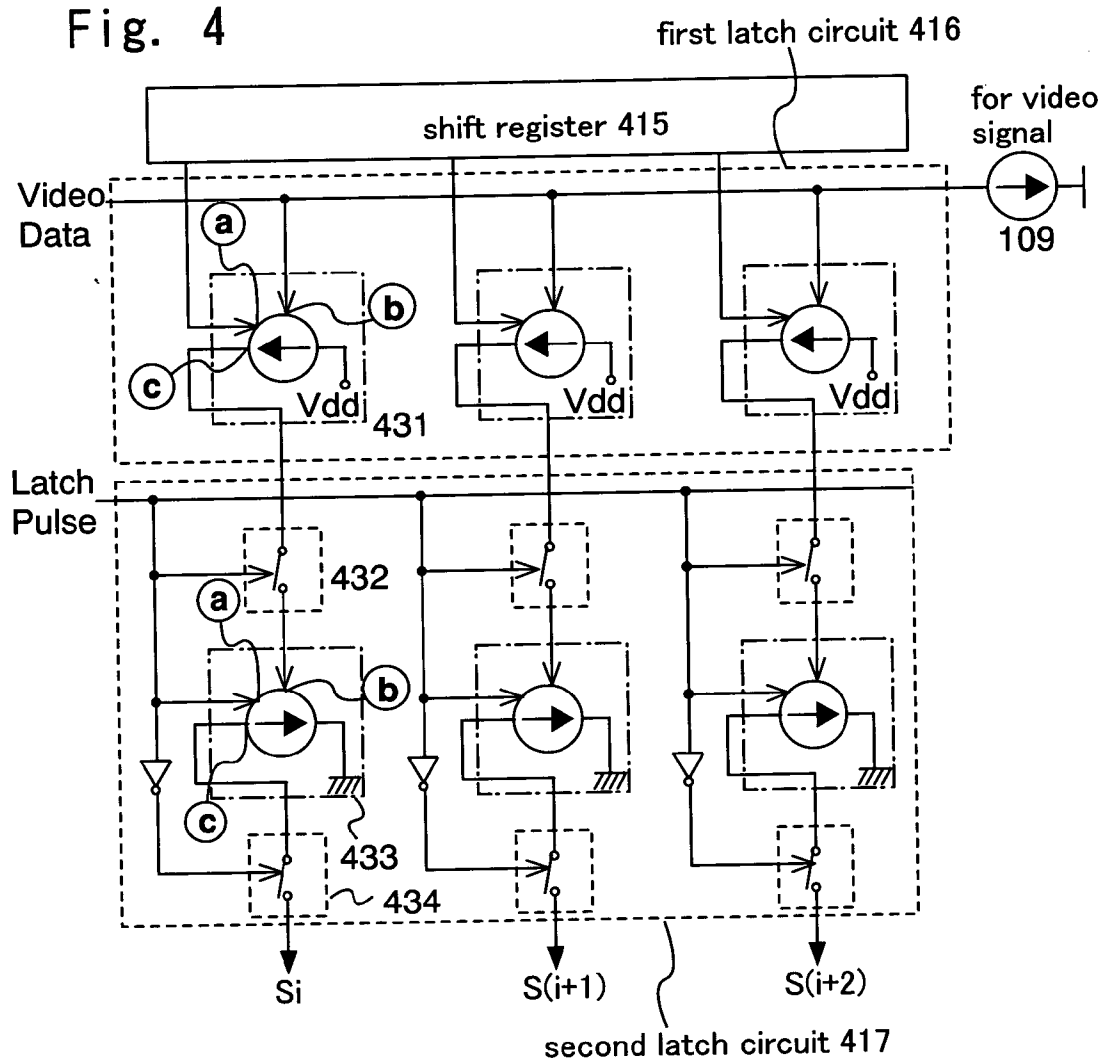 Fig. 4
first latch circuit 416
shift register 415
for video
signal
Video
Data
109
a
b
c
Vdd
Vdd
Vdd
431
Latch
Pulse
432
a
b
c
433
434
Si
S(i+1)
S(i+2)
second latch circuit 417